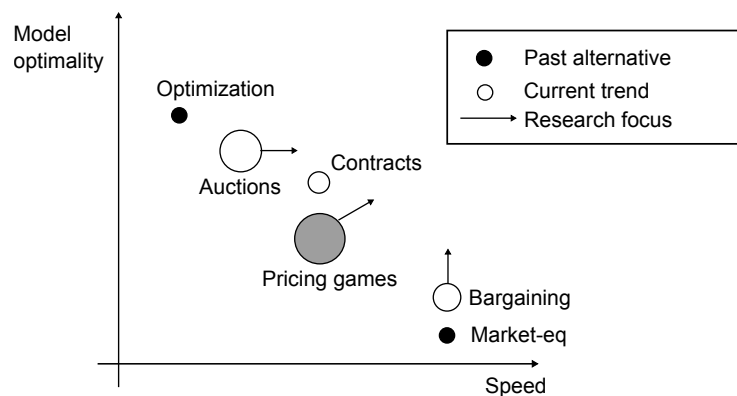 Model
optimality
Past alternative
Current trend
Research focus
Optimization
Auctions
Contracts
Pricing games
Bargaining
Market-eq
Speed